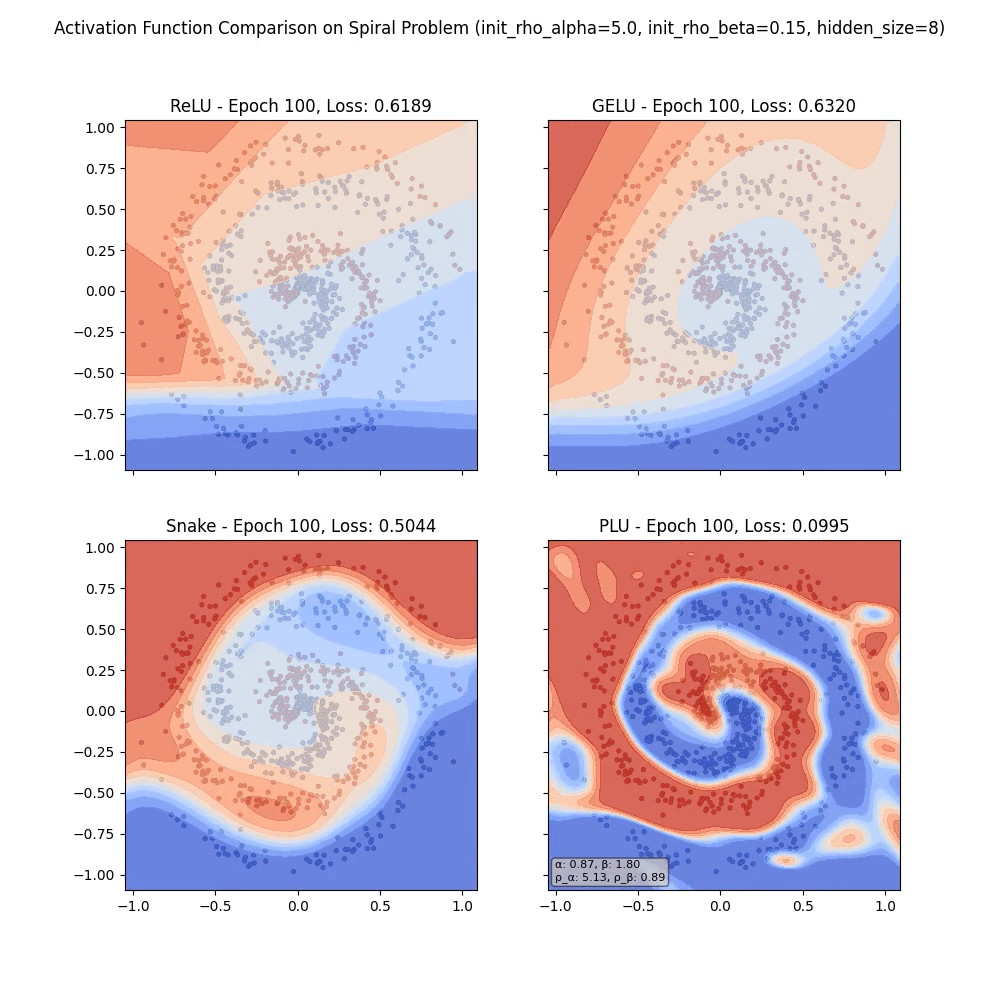 Activation Function Comparison on Spiral Problem (init_rho_alpha=5.0, init_rho_beta=0.15, hidden_size=8)
ReLU - Epoch 100, Loss: 0.6189
GELU - Epoch 100, Loss: 0.6320
1.00
0.75
0.50
0.25
0.00
−0.25
−0.50
−0.75
−1.00
Snake - Epoch 100, Loss: 0.5044
PLU - Epoch 100, Loss: 0.0995
1.00
0.75
0.50
0.25
0.00
−0.25
−0.50
−0.75
−1.00
α: 0.87, β: 1.80
ρ_α: 5.13, ρ_β: 0.89
−1.0 −0.5 0.0 0.5 1.0
−1.0 −0.5 0.0 0.5 1.0